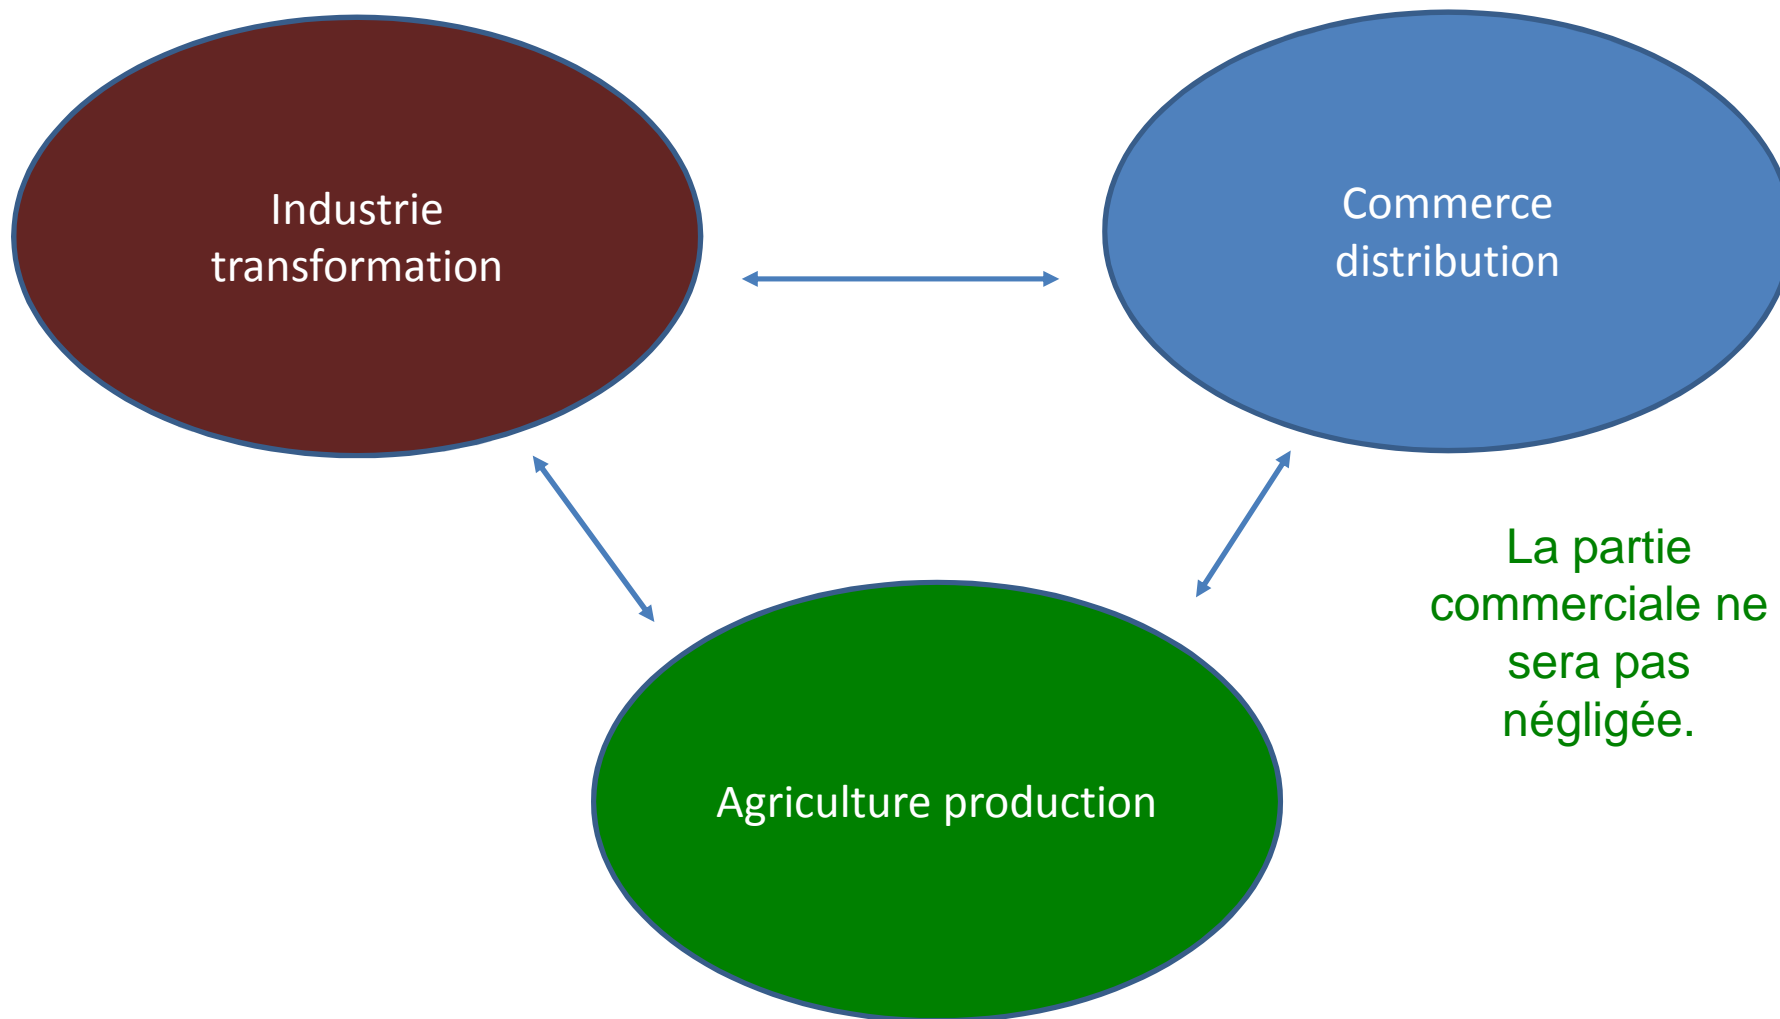 Industrie
transformation
Commerce
distribution
La partie
commerciale ne
sera pas
négligée.
Agriculture production